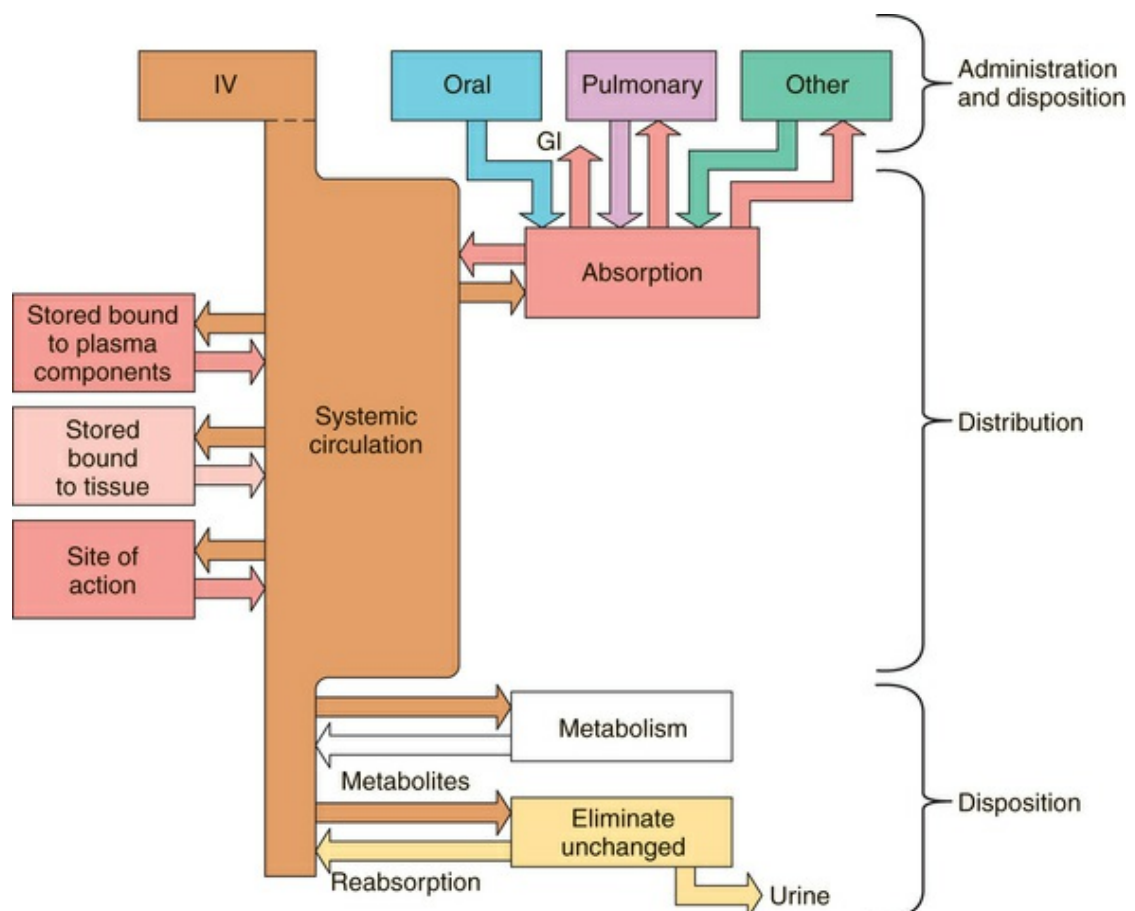 IV
Oral
Pulmonary
Other
Administration
and disposition
GI
Absorption
Stored bound
to plasma
components
Stored
bound
to tissue
Systemic
circulation
Distribution
Site of
action
Metabolism
Metabolites
Eliminate
unchanged
Disposition
Reabsorption
Urine